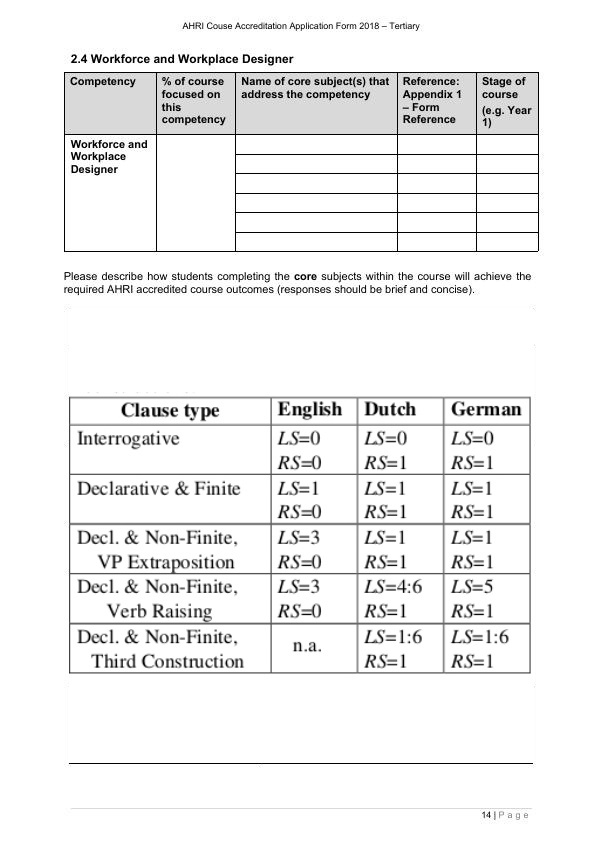 AHRI Couse Accreditation Application Form 2018 – Tertiary
2.4 Workforce and Workplace Designer
Competency
% of course
focused on
this
competency
Name of core subject(s) that
address the competency
Reference:
Appendix 1
– Form
Reference
Stage of
course
(e.g. Year
1)
Workforce and
Workplace
Designer
Please describe how students completing the core subjects within the course will achieve the
required AHRI accredited course outcomes (responses should be brief and concise).
Clause type English Dutch German
Interrogative LS=0 LS=0 LS=0
RS=0 RS=1 RS=1
Declarative & Finite LS=1 LS=1 LS=1
RS=0 RS=1 RS=1
Decl. & Non-Finite, LS=3 LS=1 LS=1
VP Extraposition RS=0 RS=1 RS=1
Decl. & Non-Finite, LS=3 LS=4:6 LS=5
Verb Raising RS=0 RS=1 RS=1
Decl. & Non-Finite, n.a. LS=1:6 LS=1:6
Third Construction RS=1 RS=1
14 | Page